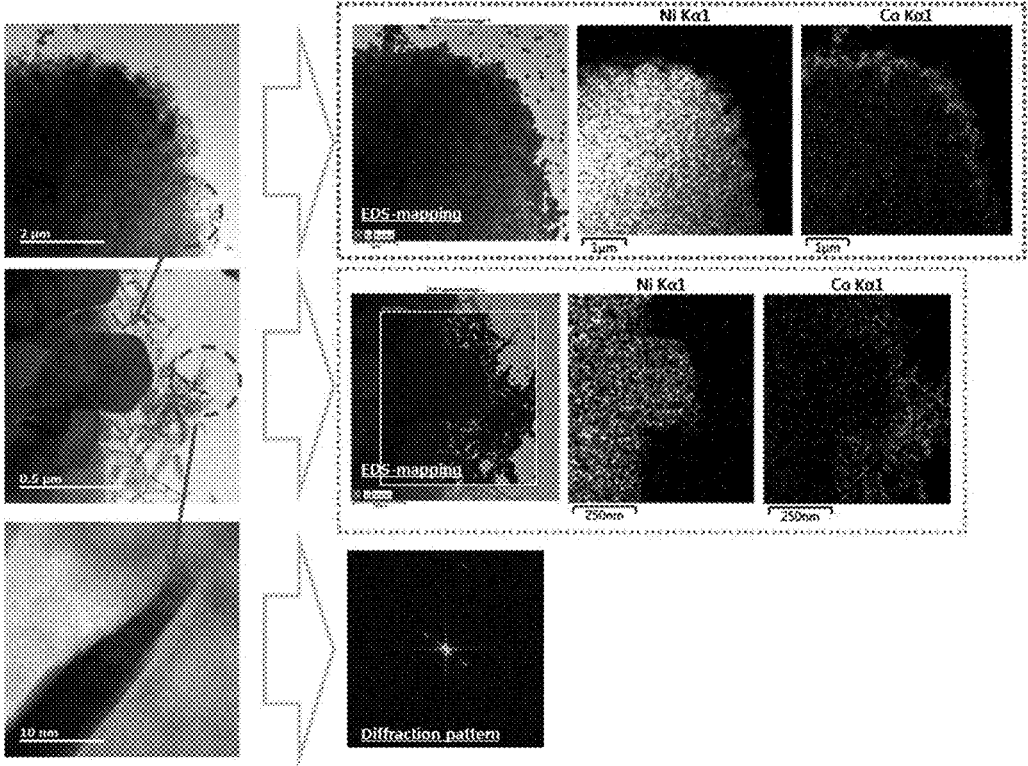 Ni Kα1
Co Kα1
2 µm
EDS-mapping
1µm
1µm
Ni Kα1
Co Kα1
0.5 µm
EDS-mapping
250nm
250nm
10 nm
Diffraction pattern